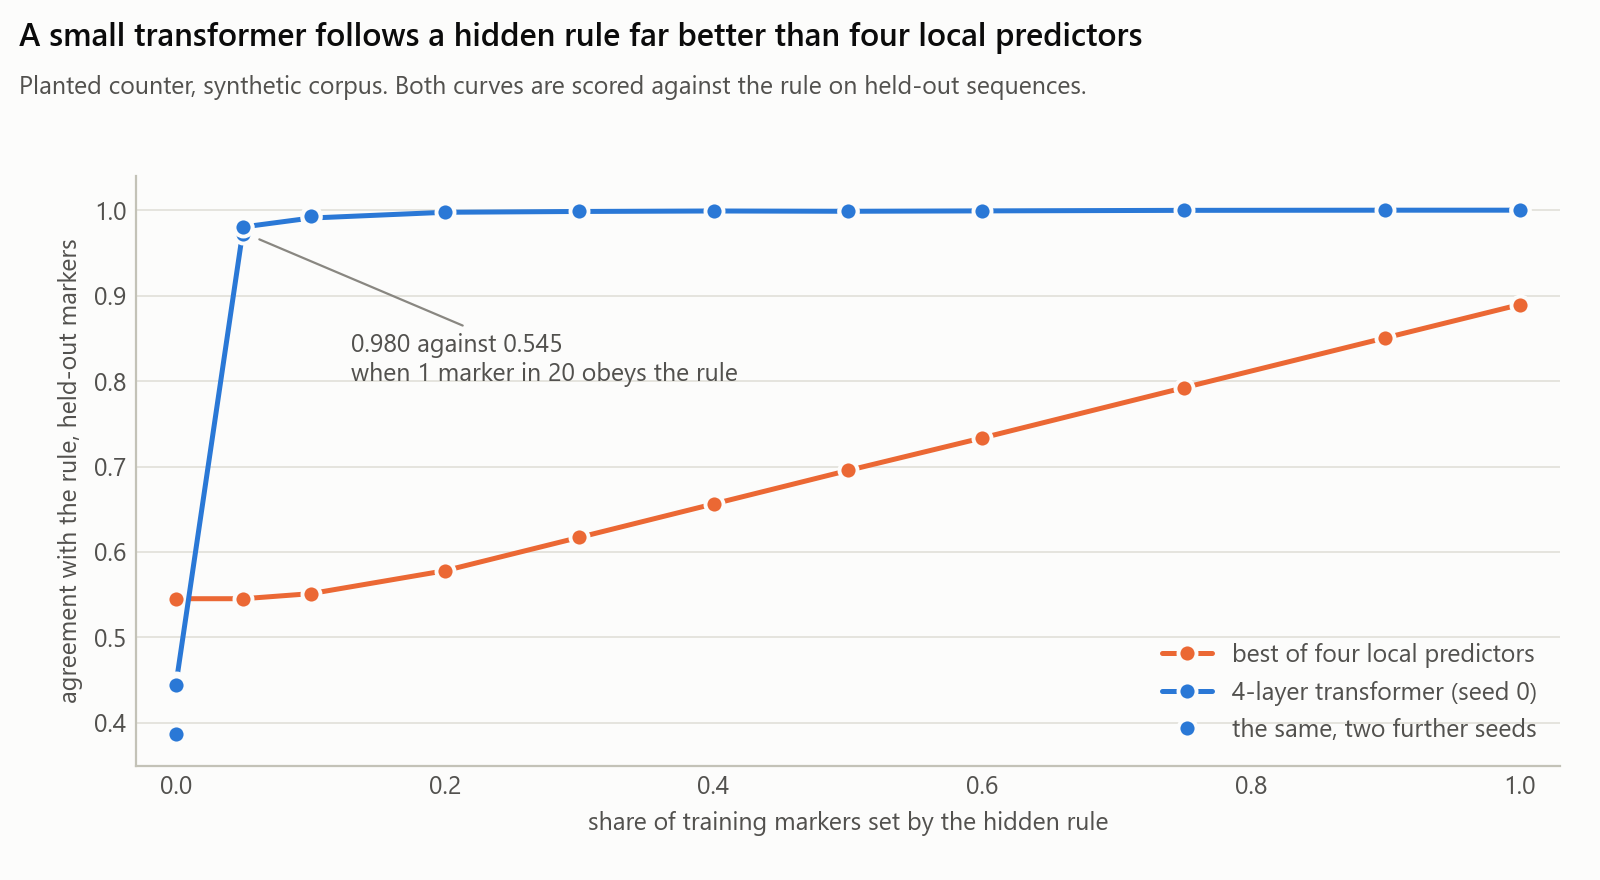 A small transformer follows a hidden rule far better than four local predictors
Planted counter, synthetic corpus. Both curves are scored against the rule on held-out sequences.
agreement with the rule, held-out markers
1.0
0.9
0.8
0.7
0.6
0.5
0.4
0.980 against 0.545
when 1 marker in 20 obeys the rule
best of four local predictors
4-layer transformer (seed 0)
the same, two further seeds
0.0 0.2 0.4 0.6 0.8 1.0
share of training markers set by the hidden rule